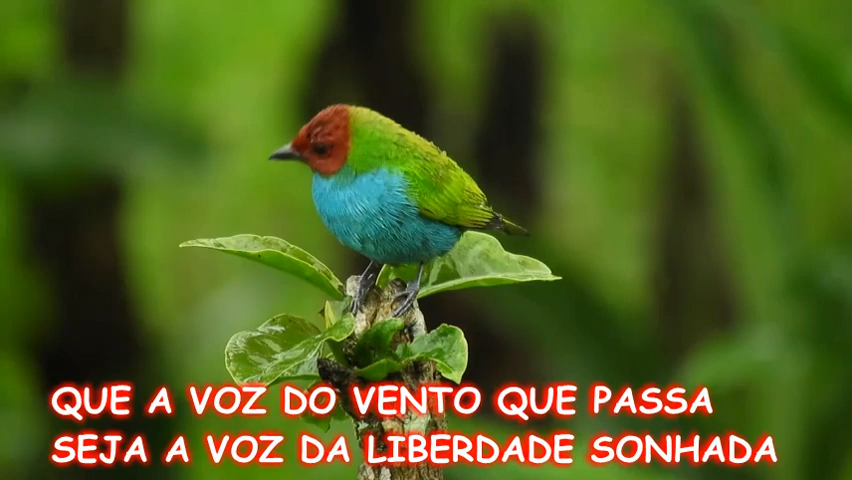 QUE A VOZ DO VENTO QUE PASSA
SEJA A VOZ DA LIBERDADE SONHADA